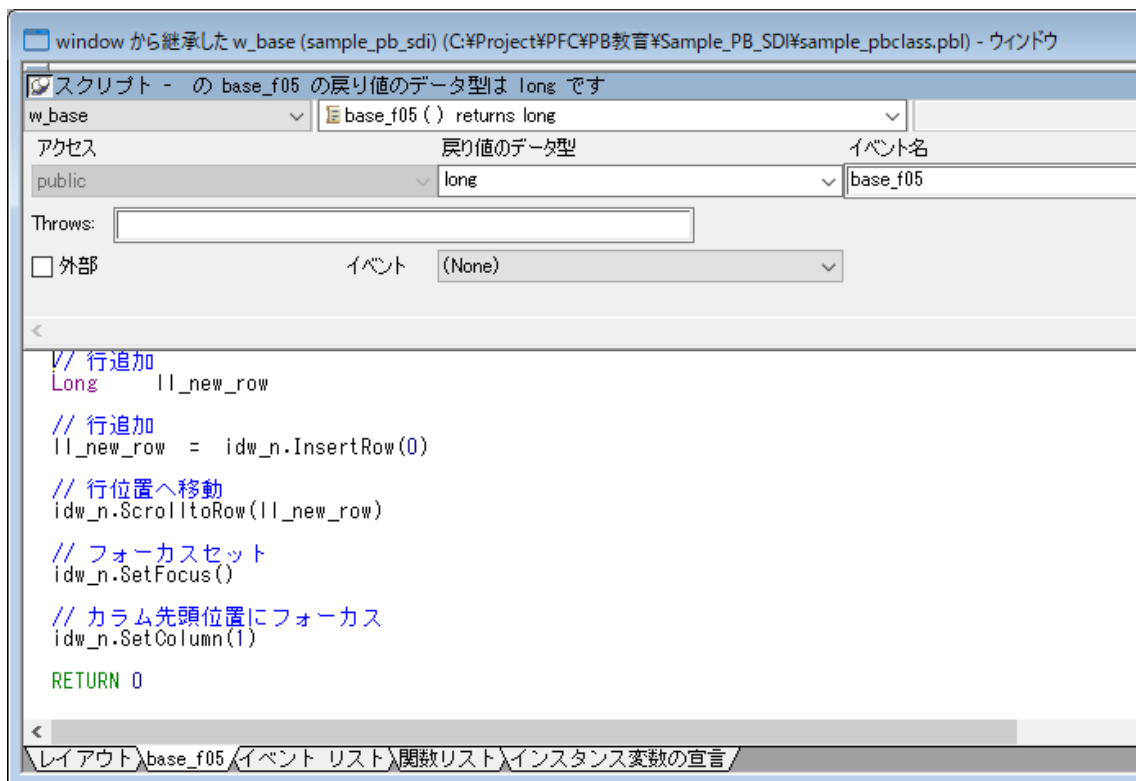 window から継承した w_base (sample_pb_sdi) (C:¥Project¥PFC¥PB教育¥Sample_PB_SDI¥sample_pbclass.pbl) - ウィンドウ
スクリプト - の base_f05 の戻り値のデータ型は long です
w_base base_f05 ( ) returns long
アクセス 戻り値のデータ型 イベント名
public long base_f05
Throws:
外部 イベント (None)
// 行追加
Long ll_new_row
// 行追加
ll_new_row = idw_n.InsertRow(0)
// 行位置へ移動
idw_n.ScrolltoRow(ll_new_row)
// フォーカスセット
idw_n.SetFocus()
// カラム先頭位置にフォーカス
idw_n.SetColumn(1)
RETURN 0
レイアウト base_f05 イベント リスト 関数リスト インスタンス変数の宣言